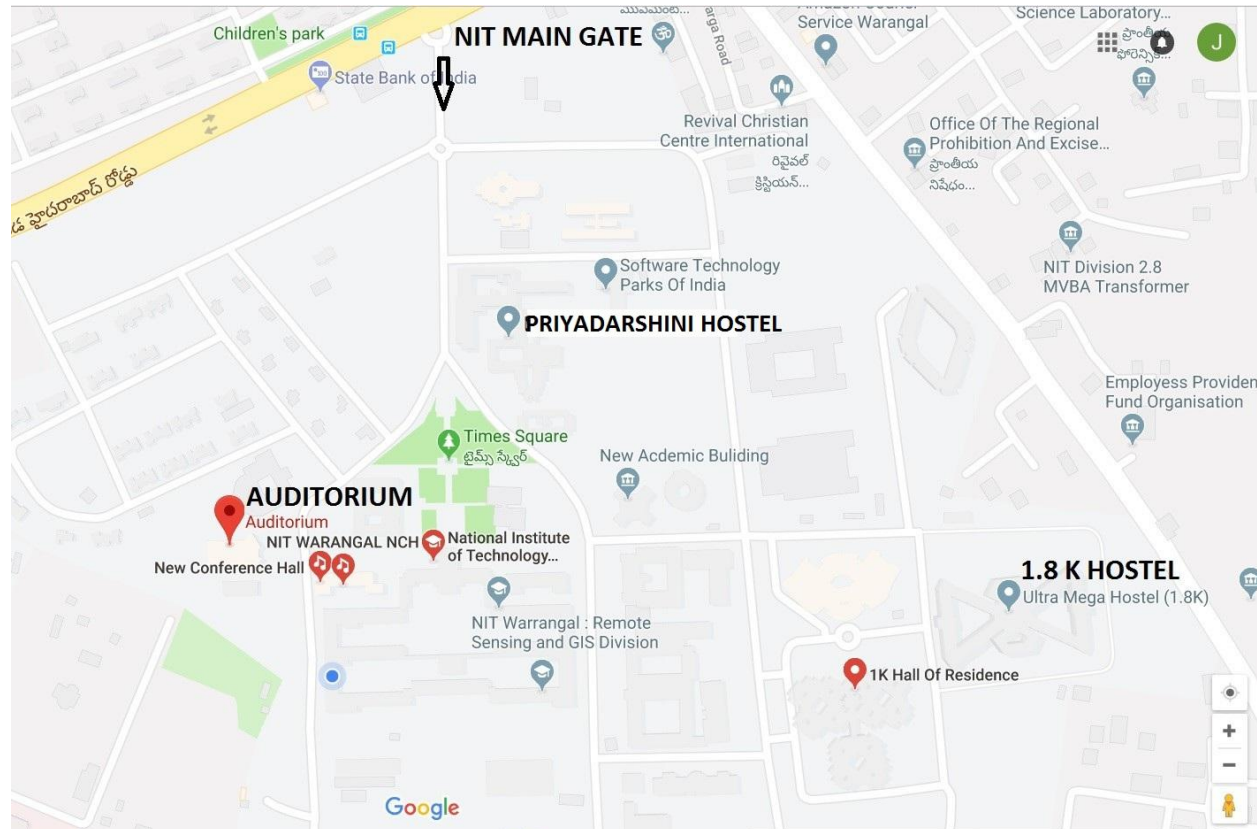 Children's park
NIT MAIN GATE
State Bank of India
Service Warangal
Science Laboratory...
J
Revival Christian
Centre International
రివైవల్
క్రిస్టియన్...
Office Of The Regional
Prohibition And Excise...
ప్రాంతీయ
నిషేధం...
హైదరాబాద్ రోడ్డు
NIT Division 2.8
MVBA Transformer
Software Technology
Parks Of India
PRIYADARSHINI HOSTEL
Employess Providen
Fund Organisation
Times Square
టైమ్స్ స్క్వేర్
New Acdemic Buliding
AUDITORIUM
Auditorium
NIT WARANGAL NCH
National Institute
of Technology...
New Conference Hall
1.8 K HOSTEL
Ultra Mega Hostel (1.8K)
NIT Warrangal : Remote
Sensing and GIS Division
1K Hall Of Residence
Google